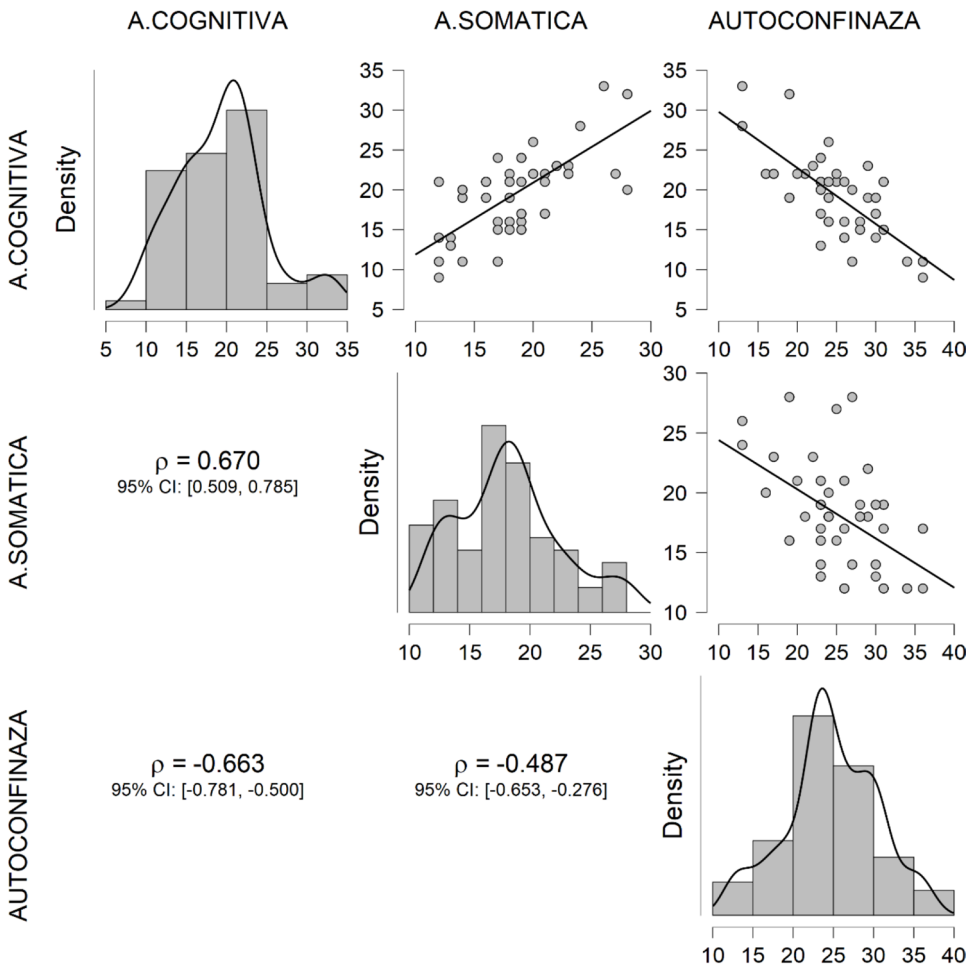 A.COGNITIVA A.SOMATICA AUTOCONFINAZA
A.COGNITIVA
Density
35
30
25
20
15
10
5
35
30
25
20
15
10
5
5 10 15 20 25 30 35
10 15 20 25 30
10 15 20 25 30 35 40
A.SOMATICA
ρ = 0.670
95% CI: [0.509, 0.785]
Density
30
25
20
15
10
10 15 20 25 30
10 15 20 25 30 35 40
AUTOCONFINAZA
ρ = -0.663
95% CI: [-0.781, -0.500]
ρ = -0.487
95% CI: [-0.653, -0.276]
Density
10 15 20 25 30 35 40